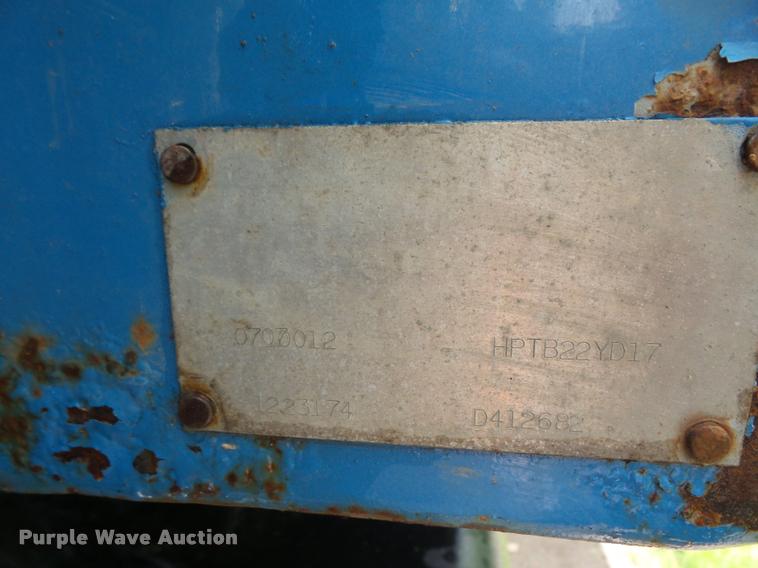 0703012 HPTB22YD17
1223174 D412682
Purple Wave Auction